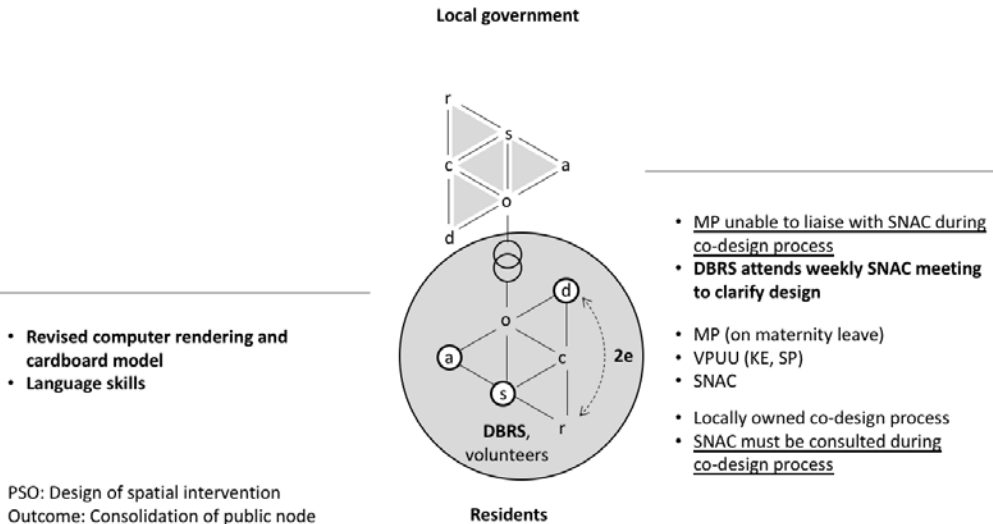 Local government
r
s
c
a
o
d
• MP unable to liaise with SNAC during
co-design process
• DBRS attends weekly SNAC meeting
to clarify design
• MP (on maternity leave)
• VPUU (KE, SP)
• SNAC
• Locally owned co-design process
• SNAC must be consulted during
co-design process
• Revised computer rendering and
cardboard model
• Language skills
d
o
a
c
2e
s
r
DBRS,
volunteers
PSO: Design of spatial intervention
Outcome: Consolidation of public node
Residents